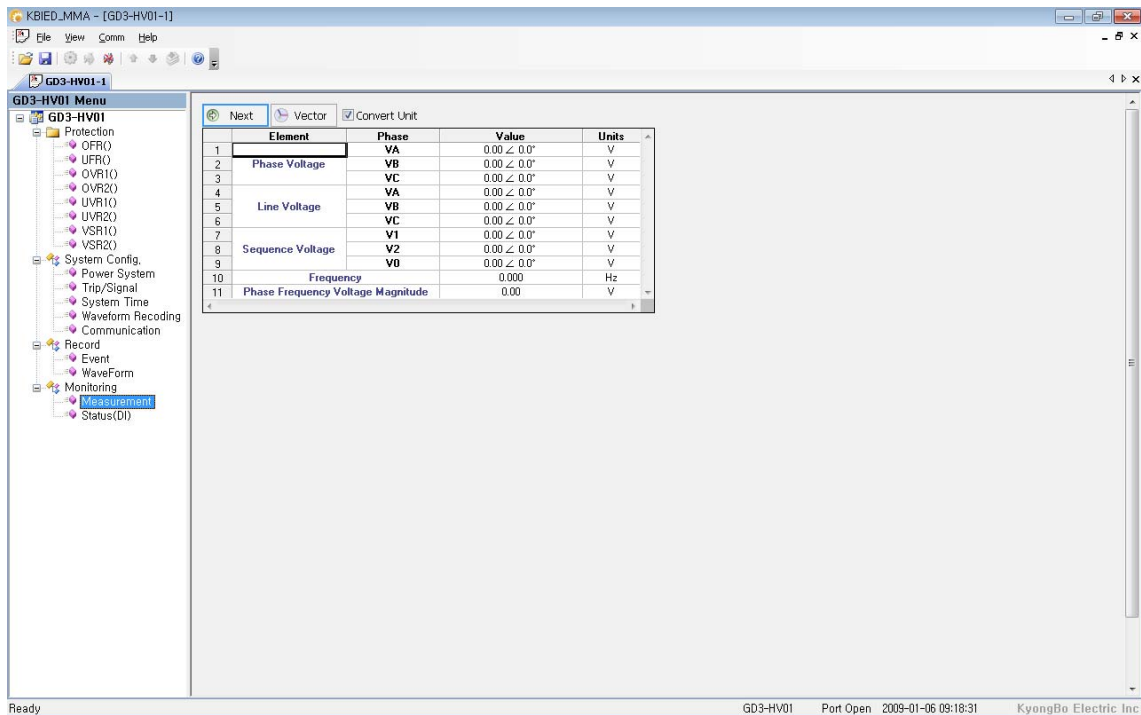 KBIED_MMA - [GD3-HV01-1]
File View Comm Help
GD3-HV01-1
GD3-HV01 Menu
GD3-HV01
Protection
OFR()
UFR()
OVR1()
OVR2()
UVR1()
UVR2()
VSR1()
VSR2()
System Config,
Power System
Trip/Signal
System Time
Waveform Recoding
Communication
Record
Event
WaveForm
Monitoring
Measurement
Status(DI)
Next Vector Convert Unit
Element Phase Value Units
1 VA 0.00 ∠ 0.0° V
2 Phase Voltage VB 0.00 ∠ 0.0° V
3 VC 0.00 ∠ 0.0° V
4 VA 0.00 ∠ 0.0° V
5 Line Voltage VB 0.00 ∠ 0.0° V
6 VC 0.00 ∠ 0.0° V
7 V1 0.00 ∠ 0.0° V
8 Sequence Voltage V2 0.00 ∠ 0.0° V
9 V0 0.00 ∠ 0.0° V
10 Frequency 0.000 Hz
11 Phase Frequency Voltage Magnitude 0.00 V
Ready GD3-HV01 Port Open 2009-01-06 09:18:31 KyongBo Electric Inc